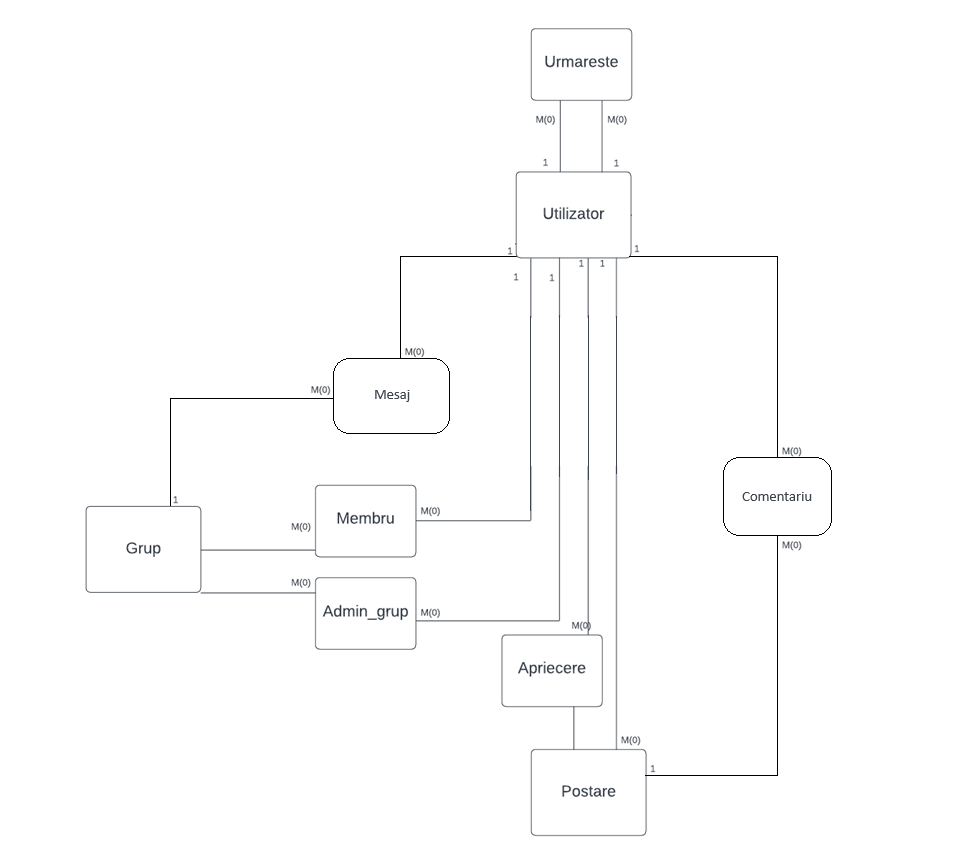 Urmareste
M(0)
M(0)
1
1
Utilizator
1
1
1
1
1
1
M(0)
M(0)
Mesaj
1
M(0)
Comentariu
M(0)
Grup
M(0)
Membru
M(0)
M(0)
Admin_grup
M(0)
M(0)
Apriecere
M(0)
1
Postare